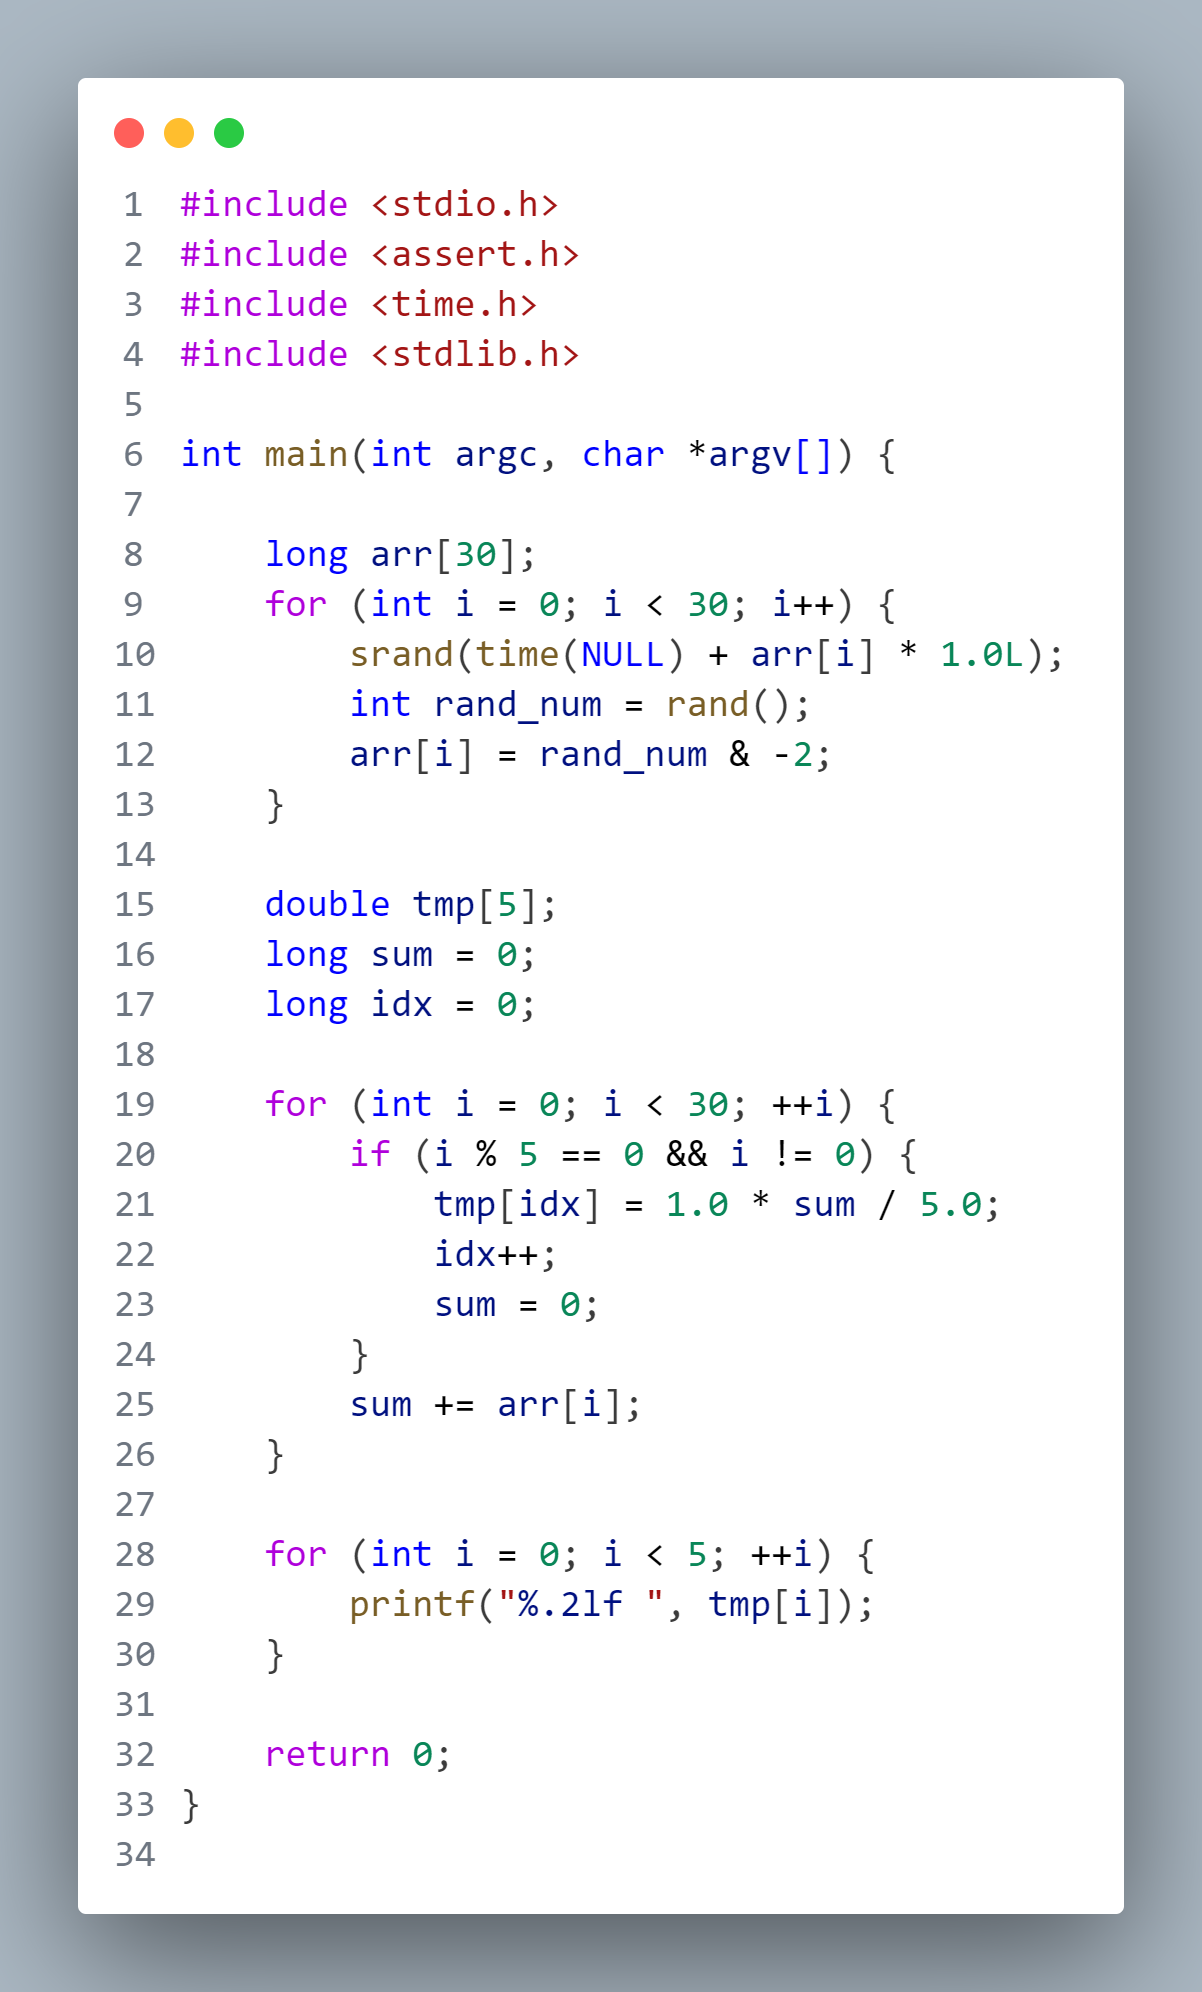 1 #include <stdio.h>
2 #include <assert.h>
3 #include <time.h>
4 #include <stdlib.h>
5
6 int main(int argc, char *argv[]) {
7
8     long arr[30];
9     for (int i = 0; i < 30; i++) {
10         srand(time(NULL) + arr[i] * 1.0L);
11         int rand_num = rand();
12         arr[i] = rand_num & -2;
13     }
14
15     double tmp[5];
16     long sum = 0;
17     long idx = 0;
18
19     for (int i = 0; i < 30; ++i) {
20         if (i % 5 == 0 && i != 0) {
21             tmp[idx] = 1.0 * sum / 5.0;
22             idx++;
23             sum = 0;
24         }
25         sum += arr[i];
26     }
27
28     for (int i = 0; i < 5; ++i) {
29         printf("%.2lf ", tmp[i]);
30     }
31
32     return 0;
33 }
34